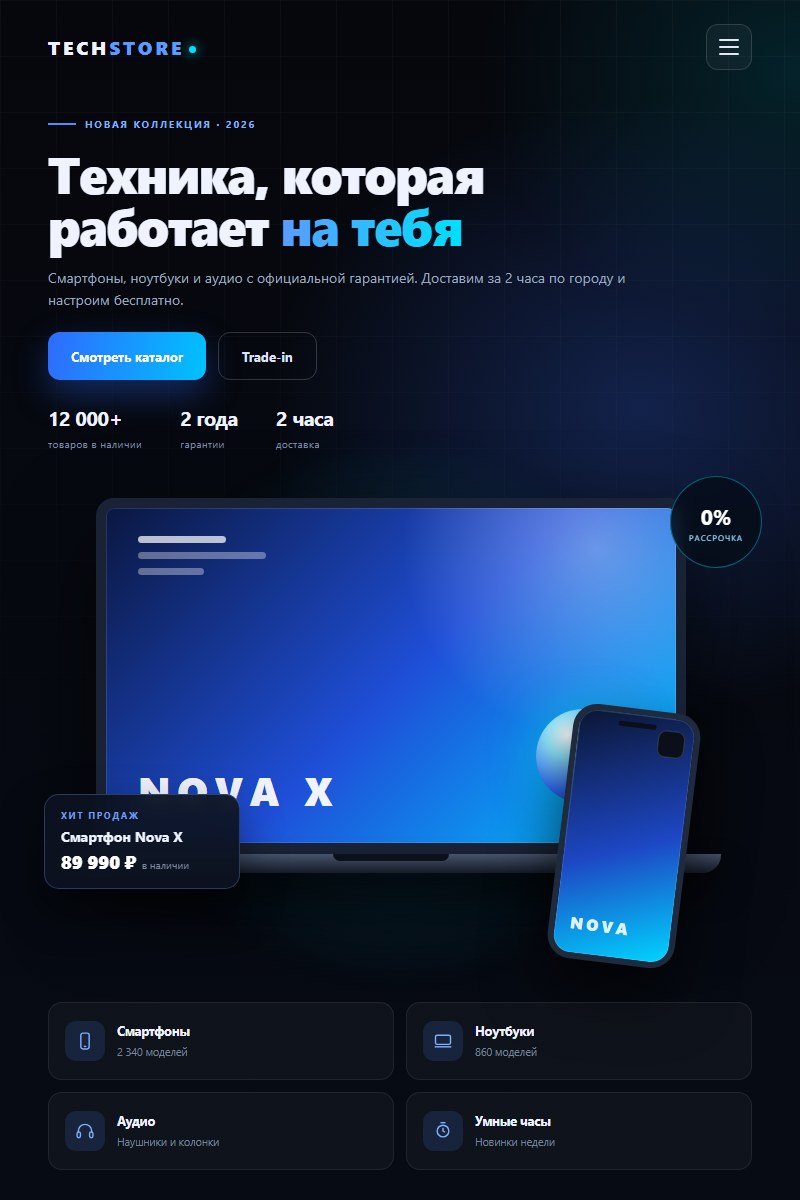 TECHSTORE
НОВАЯ КОЛЛЕКЦИЯ · 2026
Техника, которая
работает на тебя
Смартфоны, ноутбуки и аудио с официальной гарантией. Доставим за 2 часа по городу и
настроим бесплатно.
Смотреть каталог
Trade-in
12 000+
товаров в наличии
2 года
гарантии
2 часа
доставка
0%
РАССРОЧКА
NOVA X
ХИТ ПРОДАЖ
Смартфон Nova X
89 990 ₽ в наличии
NOVA
Смартфоны
2 340 моделей
Ноутбуки
860 моделей
Аудио
Наушники и колонки
Умные часы
Новинки недели